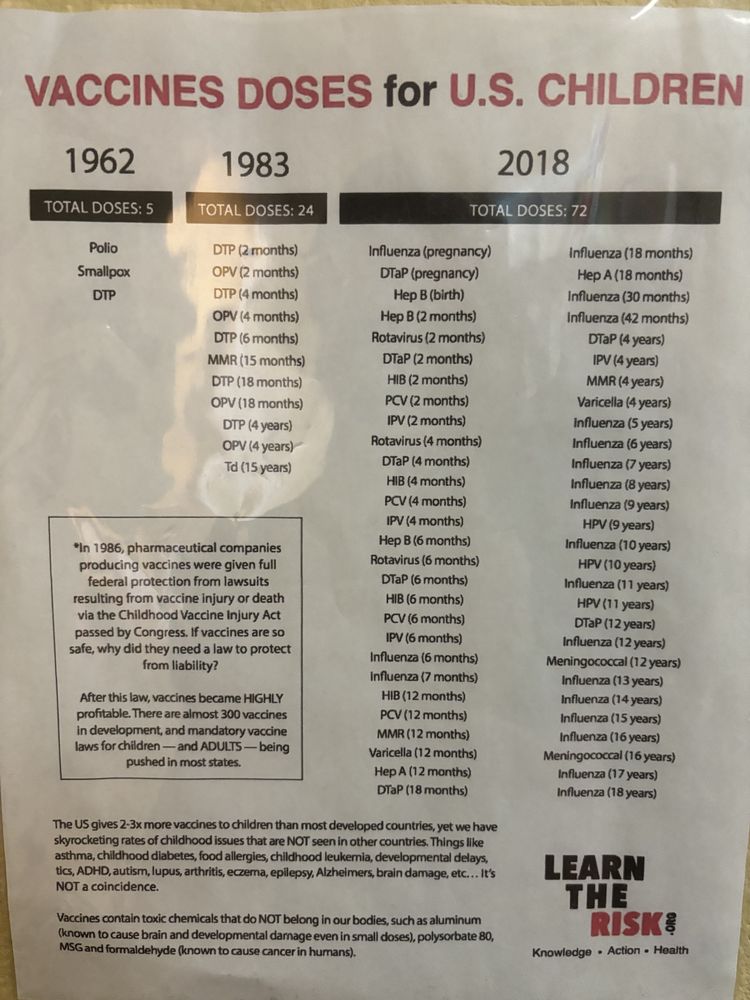 VACCINES DOSES for U.S. CHILDREN
1962
TOTAL DOSES: 5
Polio
Smallpox
DTP
1983
TOTAL DOSES: 24
DTP (2 months)
OPV (2 months)
DTP (4 months)
OPV (4 months)
DTP (6 months)
MMR (15 months)
DTP (18 months)
OPV (18 months)
DTP (4 years)
OPV (4 years)
Td (15 years)
2018
TOTAL DOSES: 72
Influenza (pregnancy)
DTaP (pregnancy)
Hep B (birth)
Hep B (2 months)
Rotavirus (2 months)
DTaP (2 months)
HIB (2 months)
PCV (2 months)
IPV (2 months)
Rotavirus (4 months)
DTaP (4 months)
HIB (4 months)
PCV (4 months)
IPV (4 months)
Hep B (6 months)
Rotavirus (6 months)
DTaP (6 months)
HIB (6 months)
PCV (6 months)
IPV (6 months)
Influenza (6 months)
Influenza (7 months)
HIB (12 months)
PCV (12 months)
MMR (12 months)
Varicella (12 months)
Hep A (12 months)
DTaP (18 months)
Influenza (18 months)
Hep A (18 months)
Influenza (30 months)
Influenza (42 months)
DTaP (4 years)
IPV (4 years)
MMR (4 years)
Varicella (4 years)
Influenza (5 years)
Influenza (6 years)
Influenza (7 years)
Influenza (8 years)
Influenza (9 years)
HPV (9 years)
Influenza (10 years)
HPV (10 years)
Influenza (11 years)
HPV (11 years)
DTaP (12 years)
Influenza (12 years)
Meningococcal (12 years)
Influenza (13 years)
Influenza (14 years)
Influenza (15 years)
Influenza (16 years)
Meningococcal (16 years)
Influenza (17 years)
Influenza (18 years)
*In 1986, pharmaceutical companies
producing vaccines were given full
federal protection from lawsuits
resulting from vaccine injury or death
via the Childhood Vaccine Injury Act
passed by Congress. If vaccines are so
safe, why did they need a law to protect
from liability?
After this law, vaccines became HIGHLY
profitable. There are almost 300 vaccines
in development, and mandatory vaccine
laws for children — and ADULTS — being
pushed in most states.
The US gives 2-3x more vaccines to children than most developed countries, yet we have
skyrocketing rates of childhood issues that are NOT seen in other countries. Things like
asthma, childhood diabetes, food allergies, childhood leukemia, developmental delays,
tics, ADHD, autism, lupus, arthritis, eczema, epilepsy, Alzheimers, brain damage, etc... It's
NOT a coincidence.
Vaccines contain toxic chemicals that do NOT belong in our bodies, such as aluminum
(known to cause brain and developmental damage even in small doses), polysorbate 80,
MSG and formaldehyde (known to cause cancer in humans).
LEARN
THE
RISK.ORG
Knowledge • Action • Health